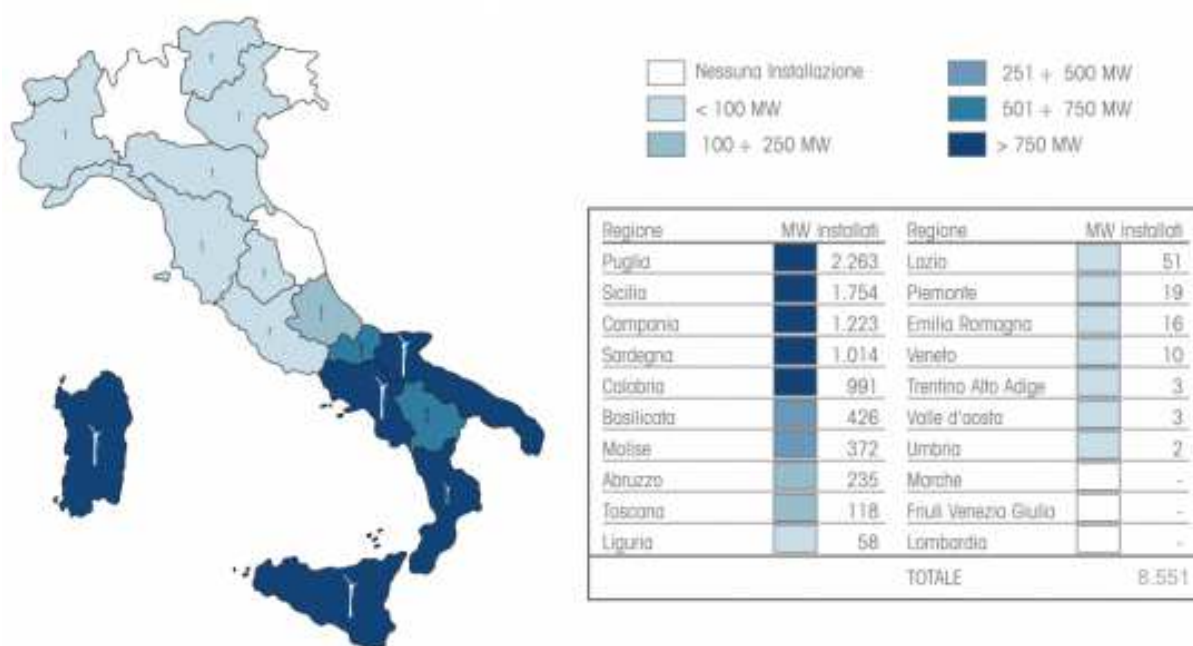 Nessuna Installazione
< 100 MW
100 ÷ 250 MW
251 ÷ 500 MW
501 ÷ 750 MW
> 750 MW
Regione MW installati Regione MW installati
Puglia 2.263 Lazio 51
Sicilia 1.754 Piemonte 19
Campania 1.223 Emilia Romagna 16
Sardegna 1.014 Veneto 10
Calabria 991 Trentino Alto Adige 3
Basilicata 426 Valle d'aosta 3
Molise 372 Umbria 2
Abruzzo 235 Marche -
Toscana 118 Friuli Venezia Giulia -
Liguria 58 Lombardia -
TOTALE 8.551